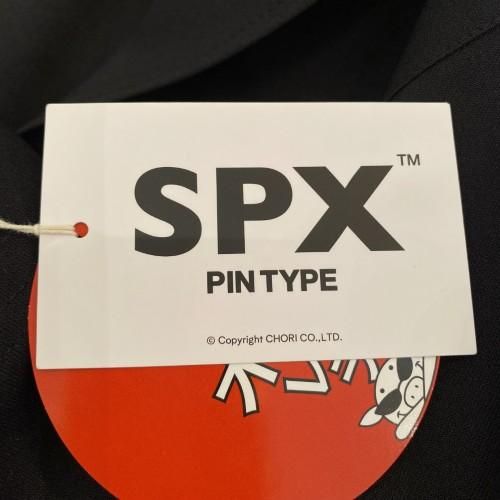 SPX™
PIN TYPE
© Copyright CHORI CO.,LTD.